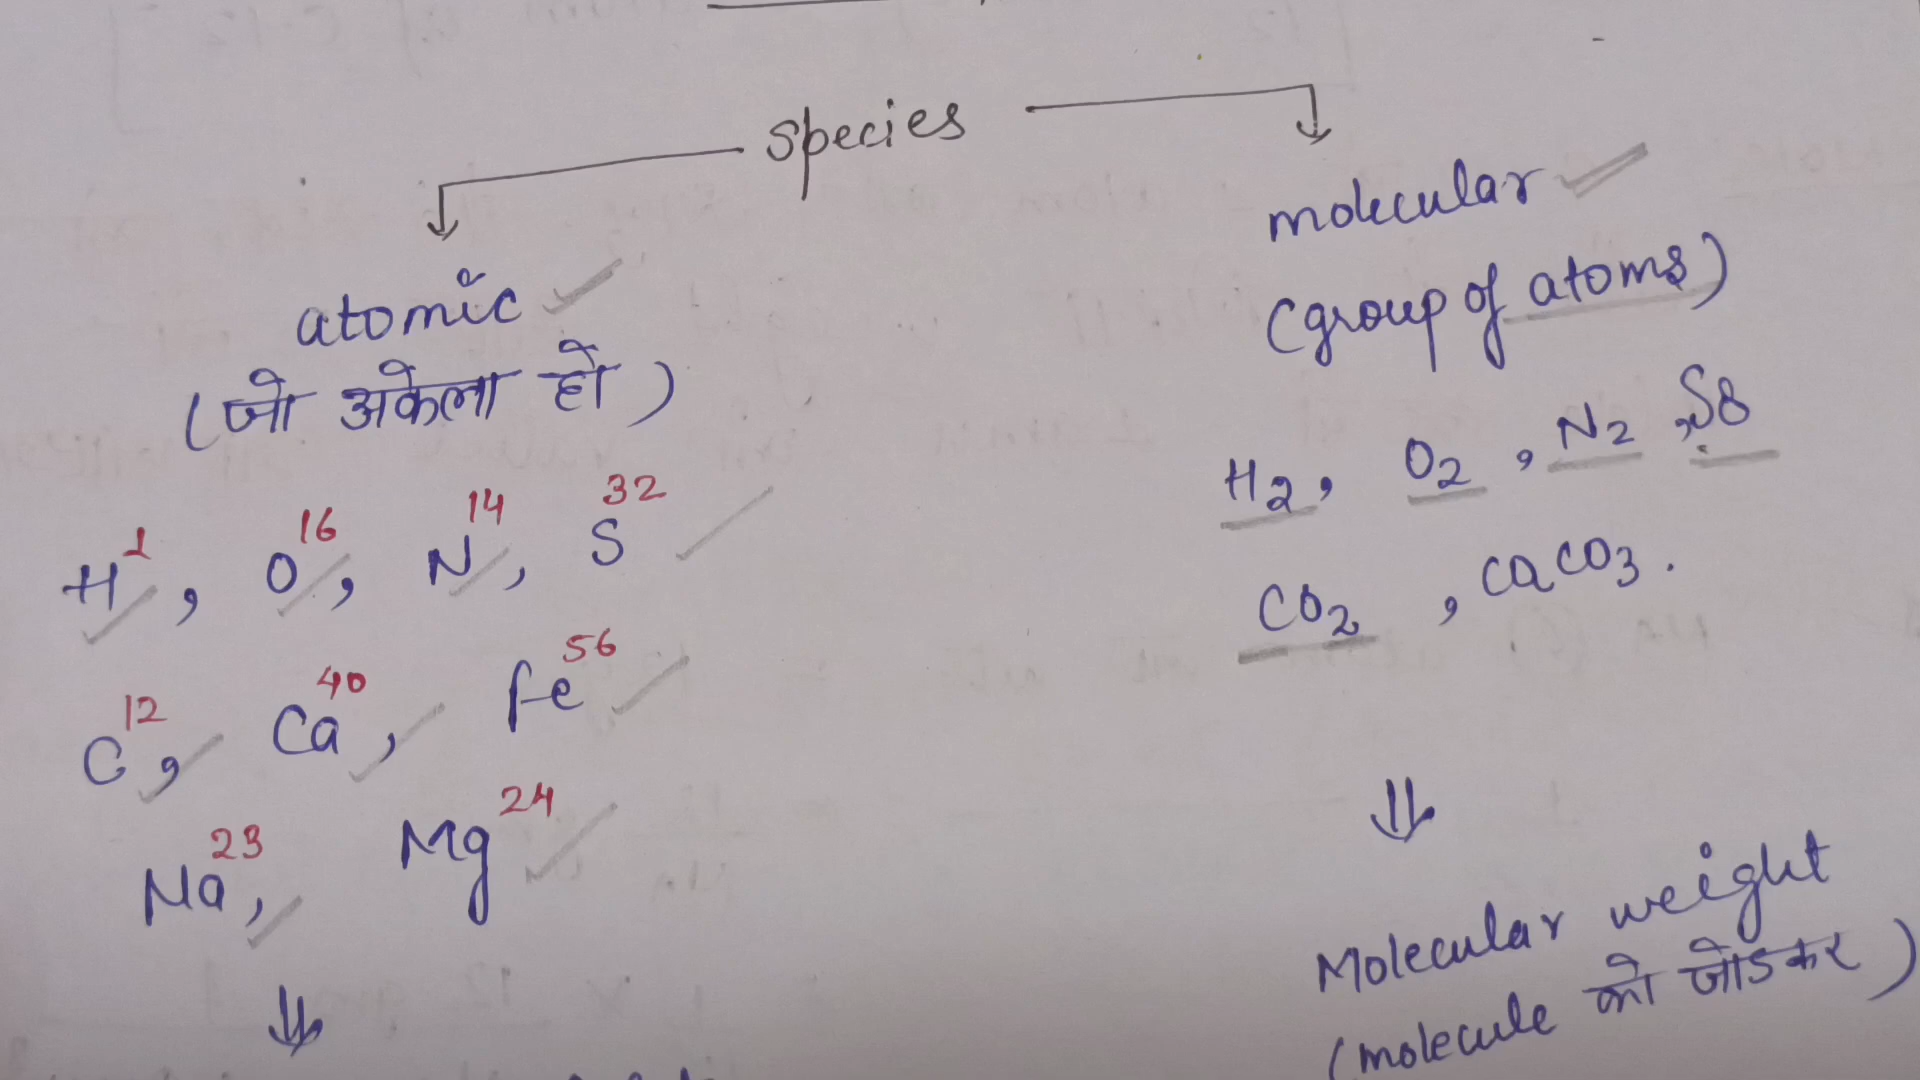 Species
atomic
(जो अकेला हो)
H¹, O¹⁶, N¹⁴, S³²
C¹², Ca⁴⁰, Fe⁵⁶
Na²³, Mg²⁴
molecular
(group of atoms)
H₂, O₂, N₂, S8
CO₂, CaCO₃.
Molecular weight
(molecule को जोडकर)